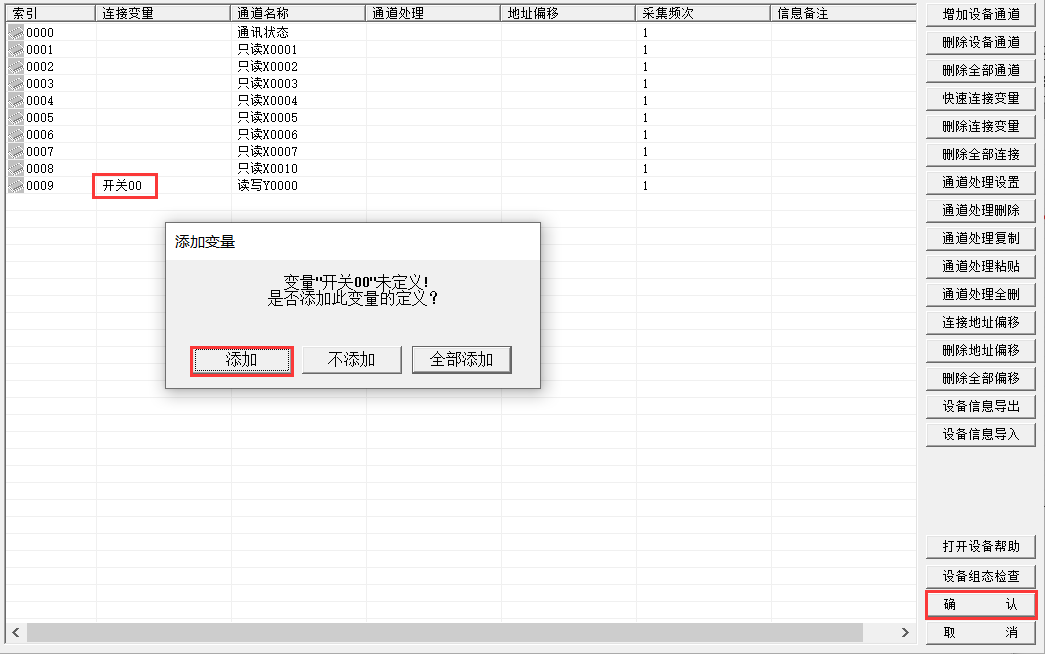 索引 连接变量 通道名称 通道处理 地址偏移 采集频次 信息备注
0000 通讯状态 1
0001 只读X0001 1
0002 只读X0002 1
0003 只读X0003 1
0004 只读X0004 1
0005 只读X0005 1
0006 只读X0006 1
0007 只读X0007 1
0008 只读X0010 1
0009 开关00 读写Y0000 1
添加变量
变量"开关00"未定义!
是否添加此变量的定义？
添加 不添加 全部添加
增加设备通道
删除设备通道
删除全部通道
快速连接变量
删除连接变量
删除全部连接
通道处理设置
通道处理删除
通道处理复制
通道处理粘贴
通道处理全删
连接地址偏移
删除地址偏移
删除全部偏移
设备信息导出
设备信息导入
打开设备帮助
设备组态检查
确 认
取 消